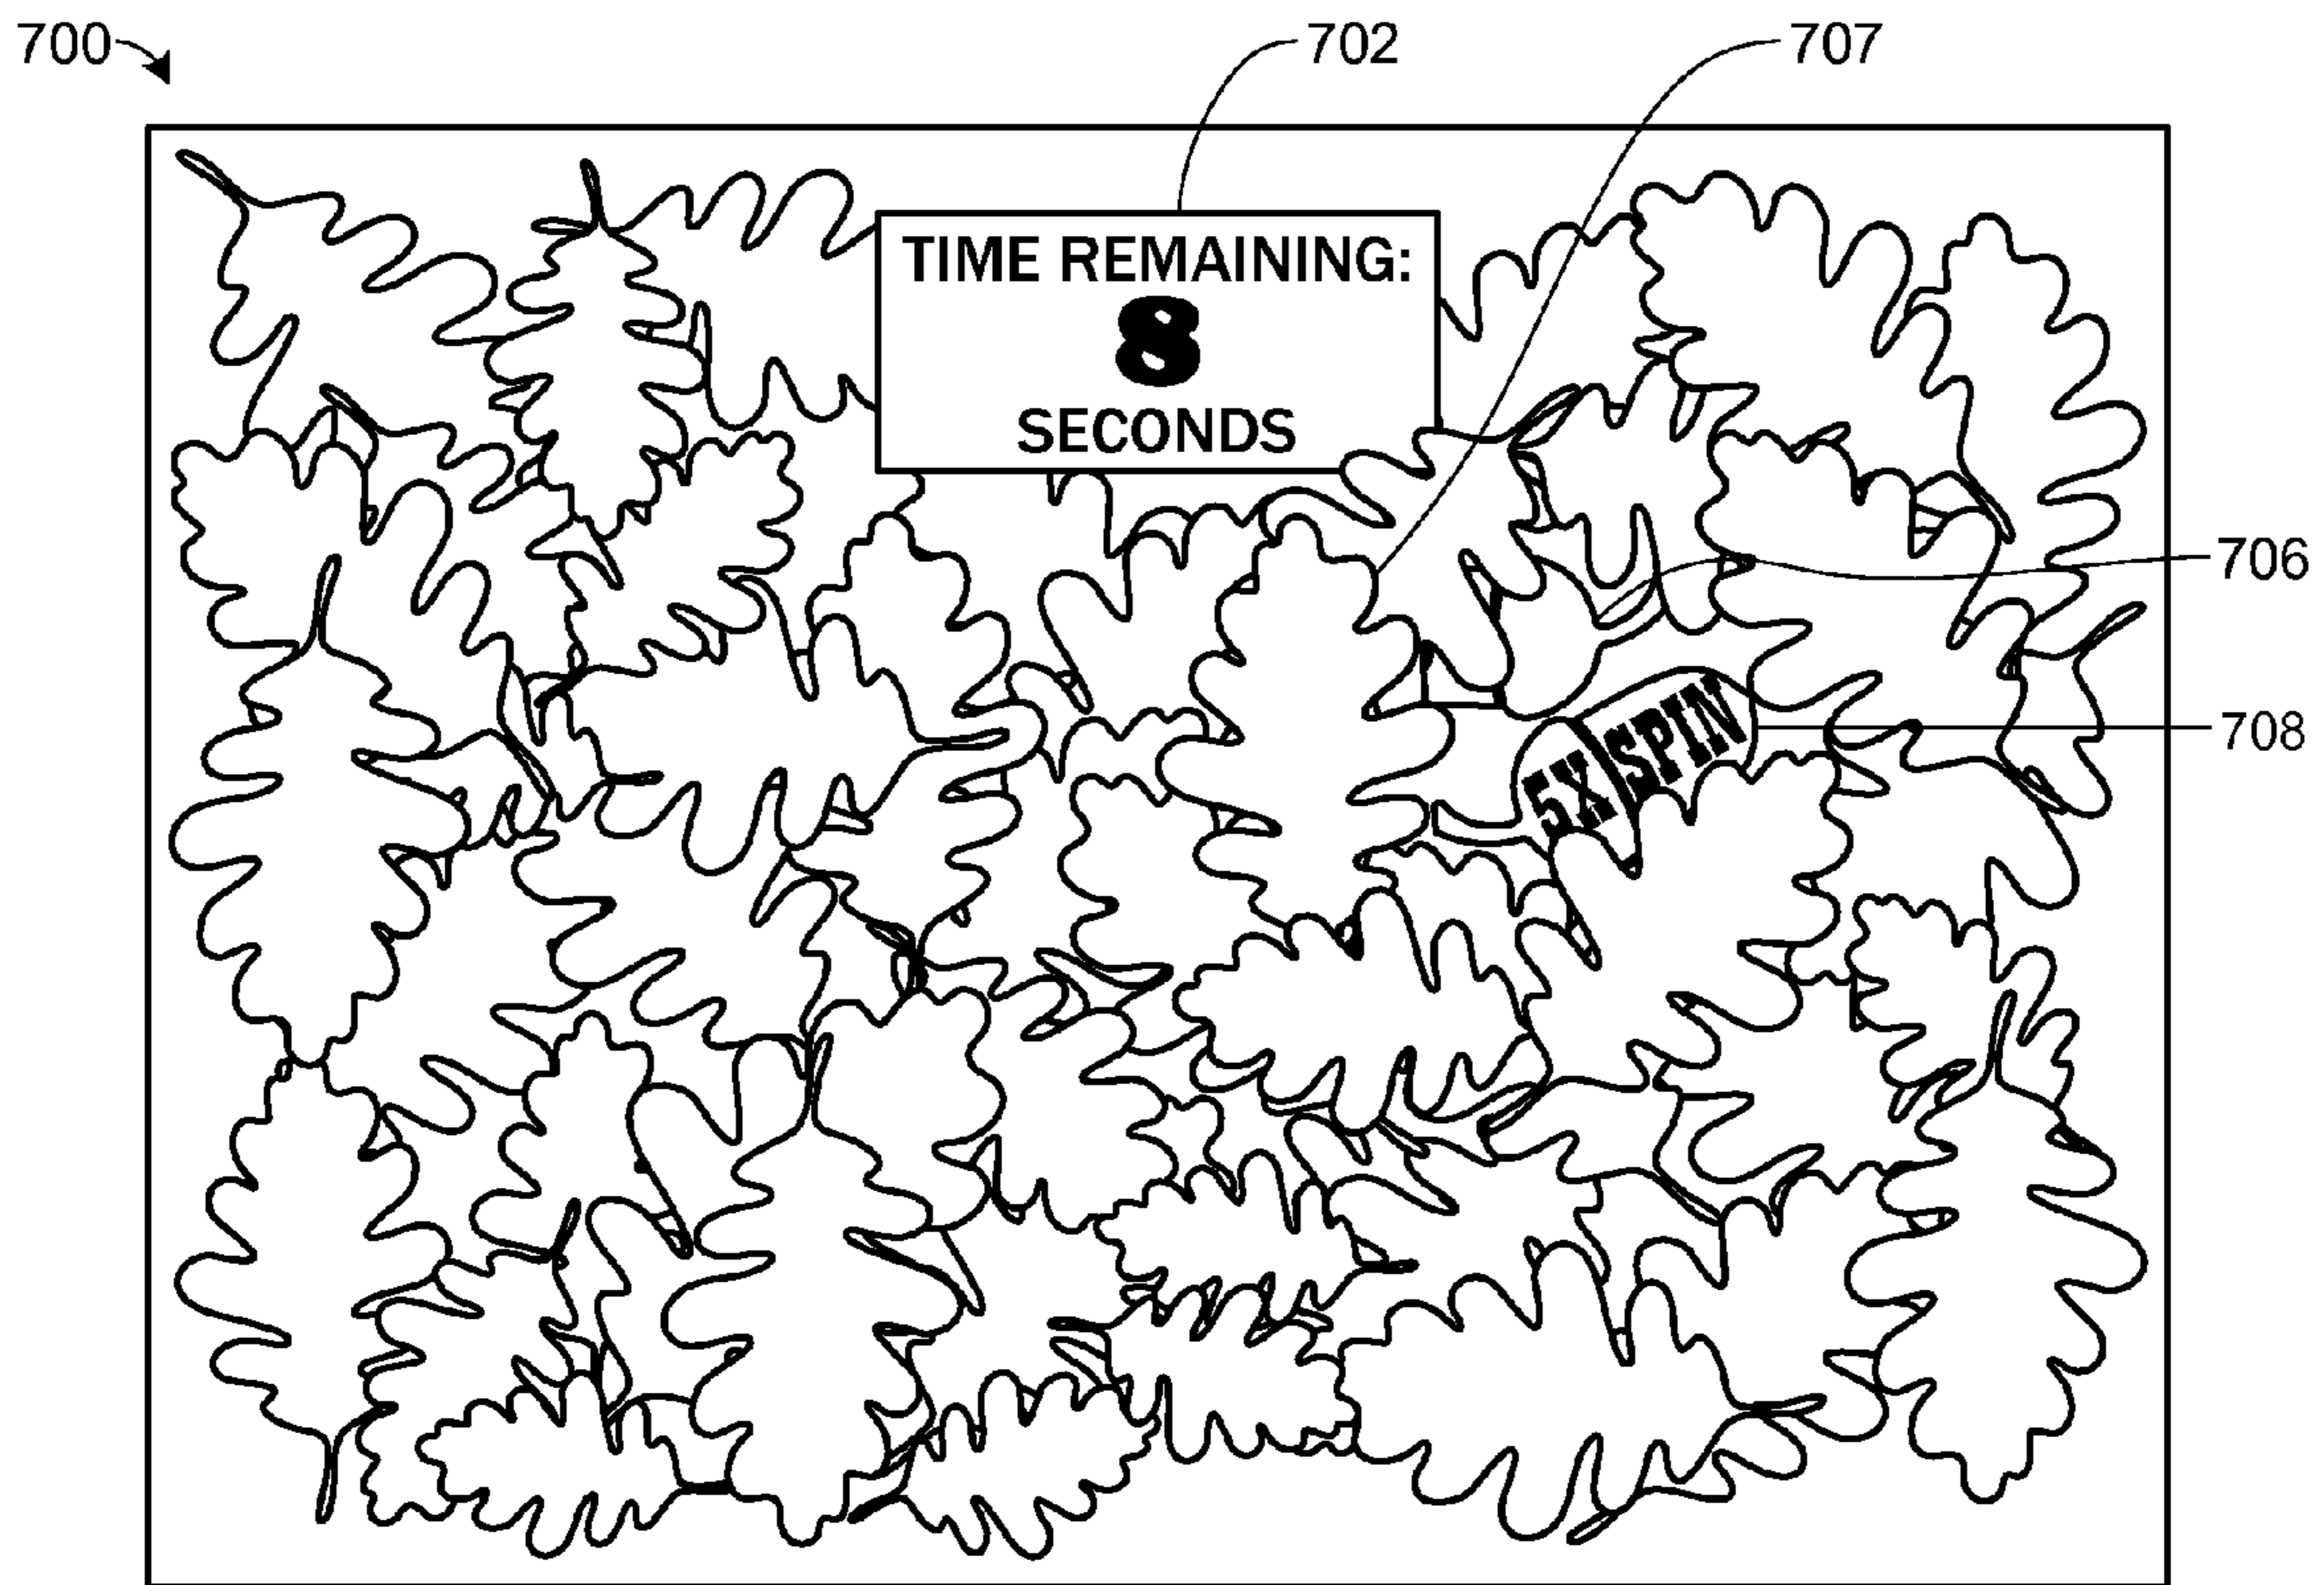 700
702
707
TIME REMAINING:
8
SECONDS
706
5X SPIN
708